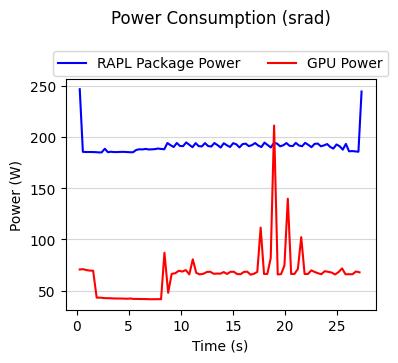 Power Consumption (srad)
RAPL Package Power
GPU Power
250
200
150
100
50
Power (W)
0
5
10
15
20
25
Time (s)